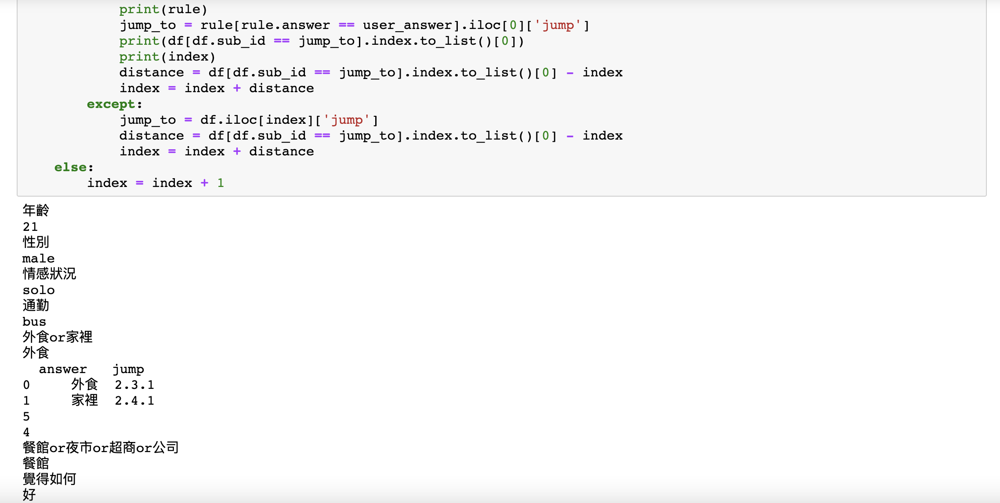 print(rule)
jump_to = rule[rule.answer == user_answer].iloc[0]['jump']
print(df[df.sub_id == jump_to].index.to_list()[0])
print(index)
distance = df[df.sub_id == jump_to].index.to_list()[0] - index
index = index + distance
except:
jump_to = df.iloc[index]['jump']
distance = df[df.sub_id == jump_to].index.to_list()[0] - index
index = index + distance
else:
index = index + 1
年齡
21
性別
male
情感狀況
solo
通勤
bus
外食or家裡
外食
answer jump
0 外食 2.3.1
1 家裡 2.4.1
5
4
餐館or夜市or超商or公司
餐館
覺得如何
好